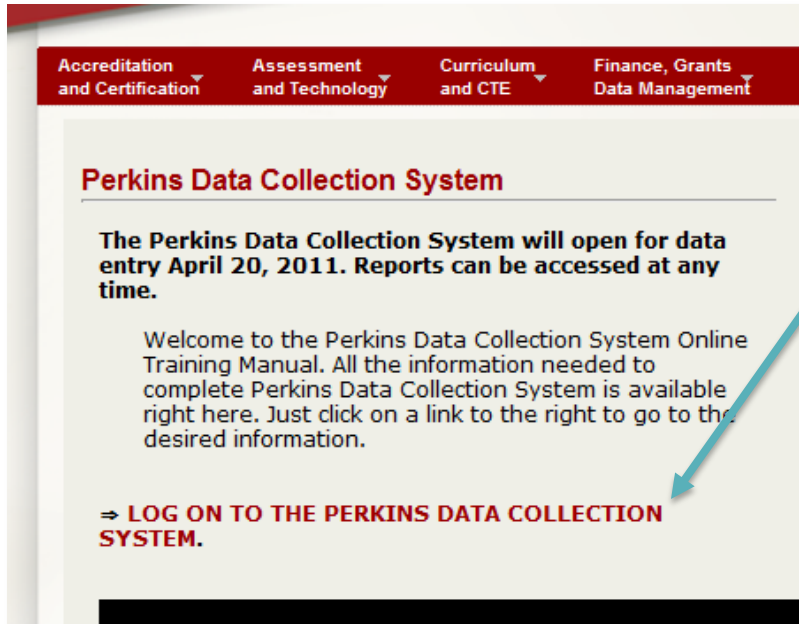 Accreditation and Certification
Assessment and Technology
Curriculum and CTE
Finance, Grants Data Management
Perkins Data Collection System
The Perkins Data Collection System will open for data
entry April 20, 2011. Reports can be accessed at any
time.
Welcome to the Perkins Data Collection System Online
Training Manual. All the information needed to
complete Perkins Data Collection System is available
right here. Just click on a link to the right to go to the
desired information.
⇒ LOG ON TO THE PERKINS DATA COLLECTION
SYSTEM.